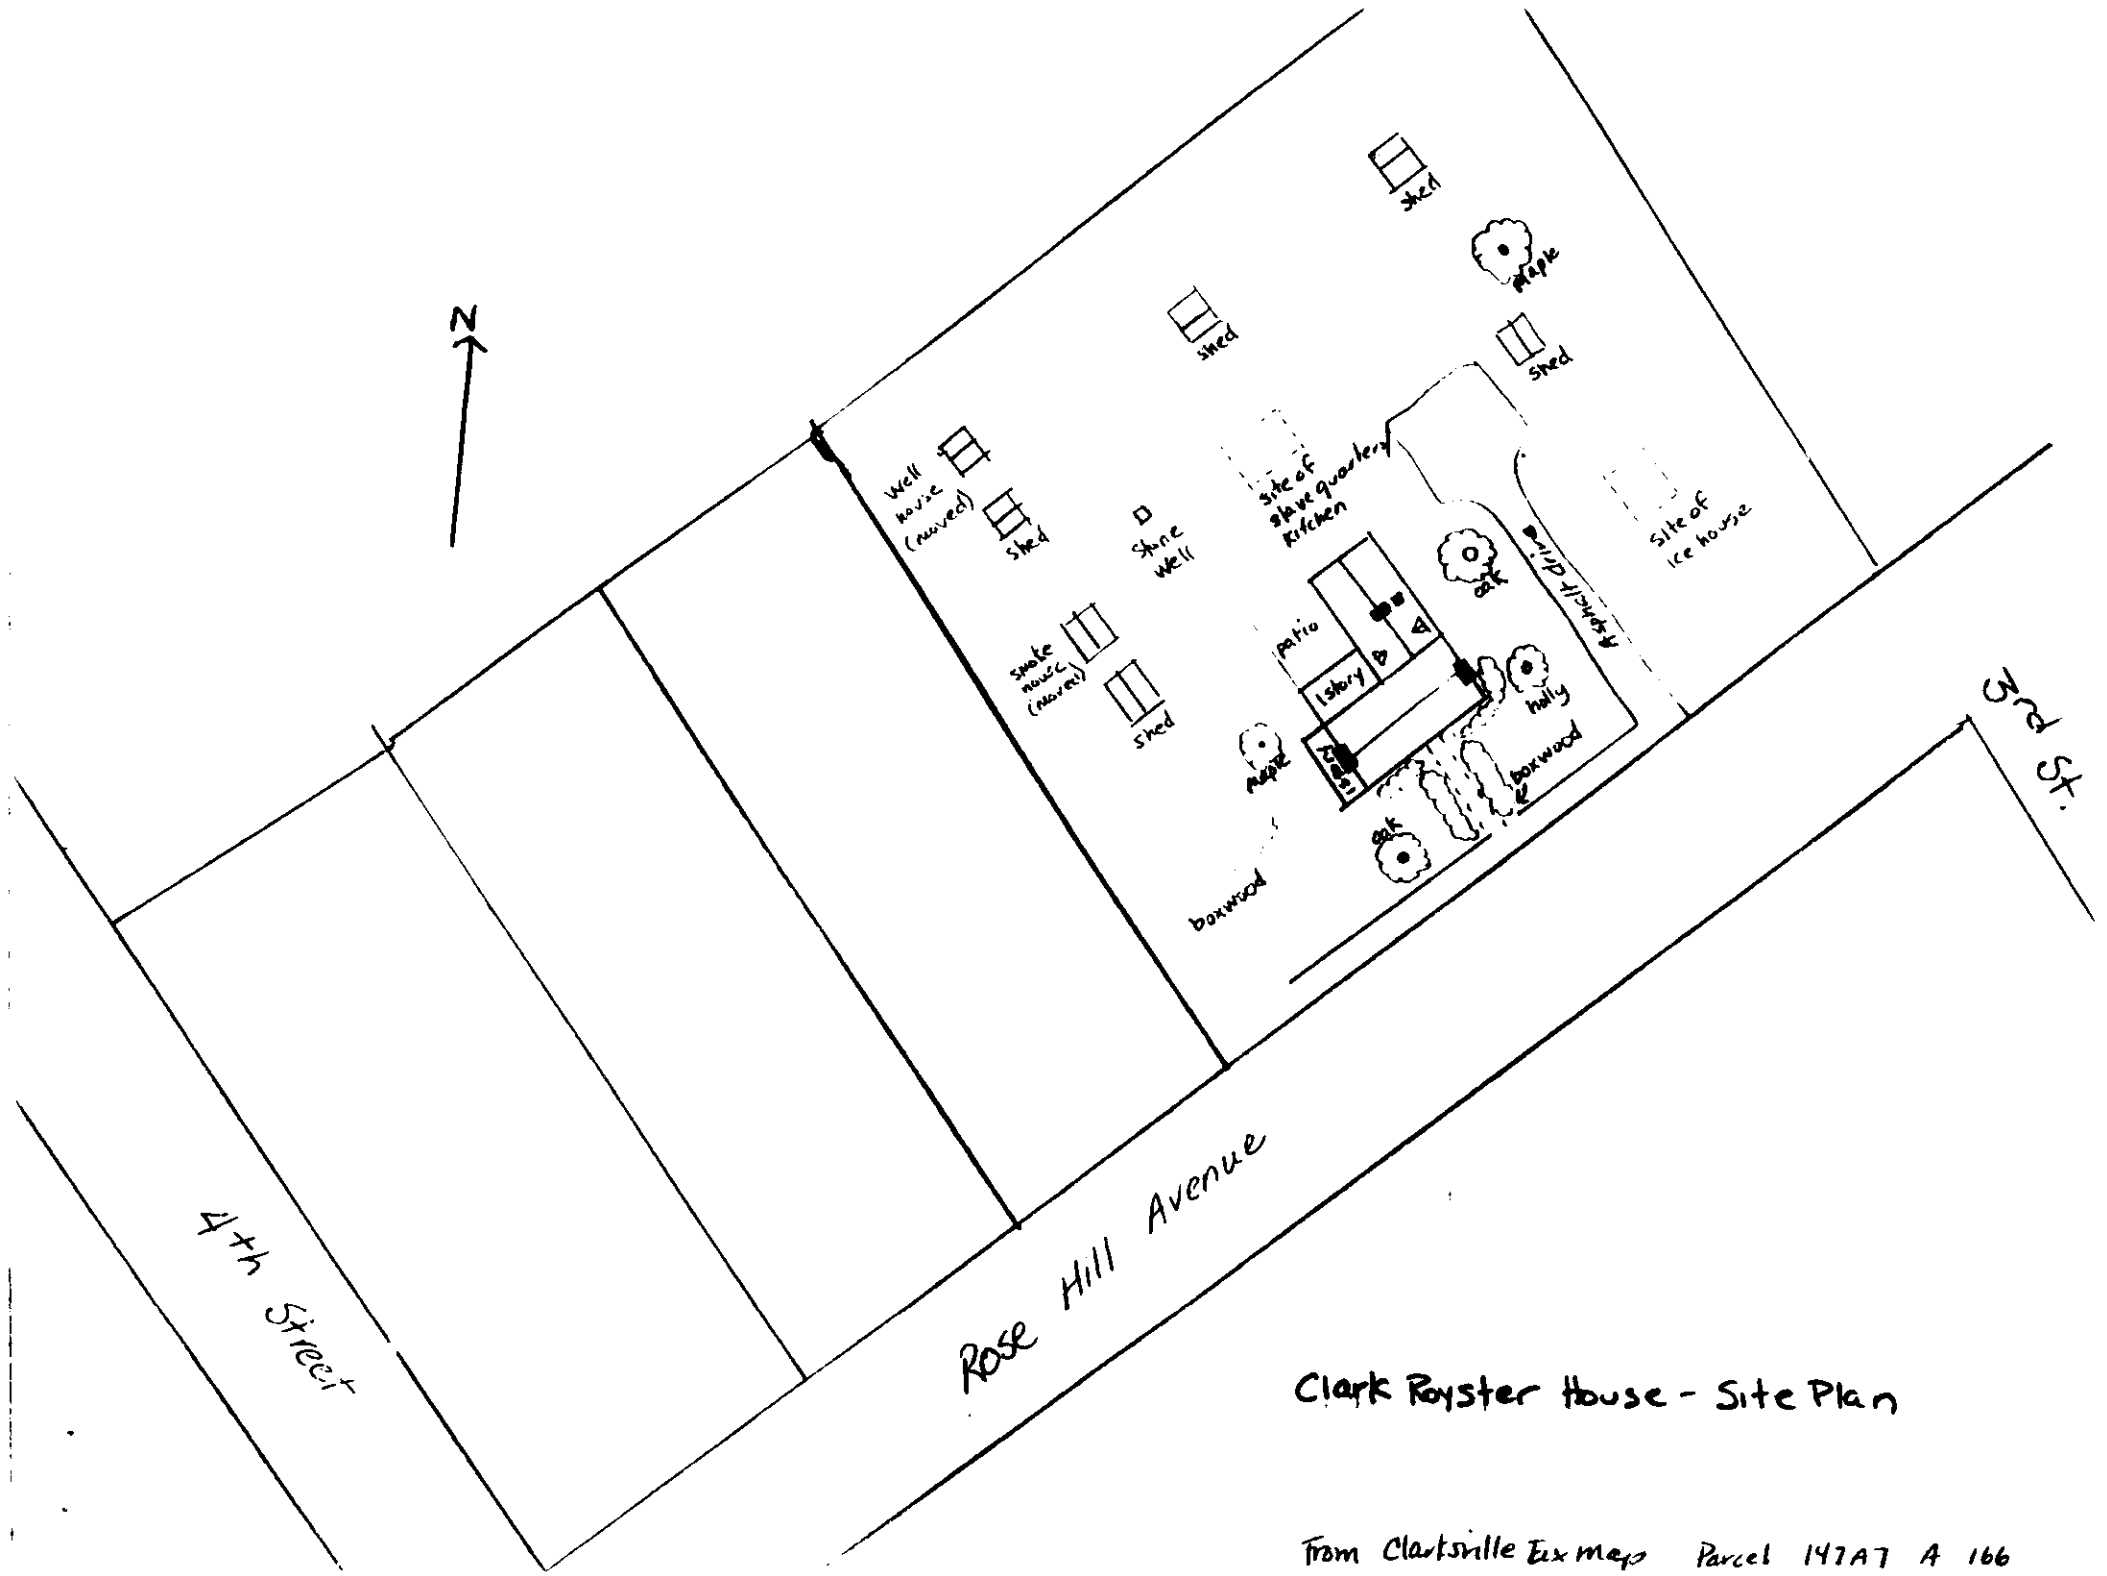 N
shed
maple
shed
shed
Well
house
(moved)
shed
Stone
Well
site of
slave quarters
Kitchen
site of
ice house
Asphalt drive
oak
patio
1 story
smoke
house
(moved)
shed
maple
holly
boxwood
oak
boxwood
3rd St.
4th Street
Rose Hill Avenue
Clark Royster House - Site Plan
From Clarksville Tax Map Parcel 147A7 A 166